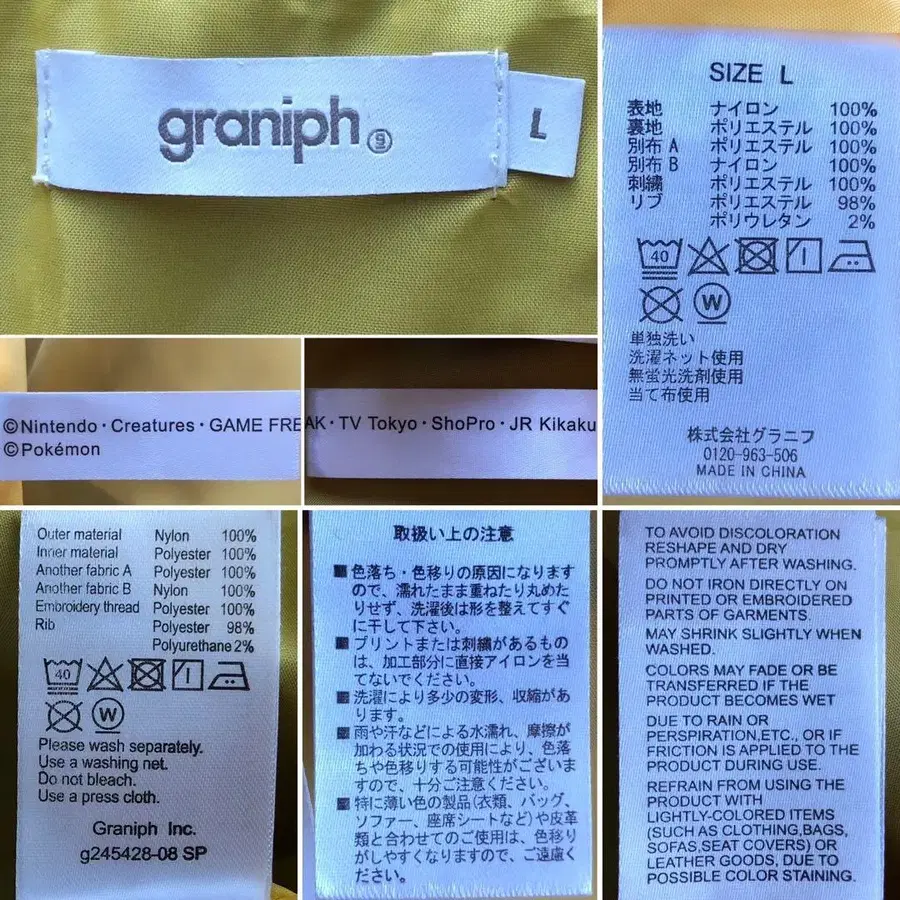 graniph g
L
SIZE L
表地 ナイロン 100%
裏地 ポリエステル 100%
別布 A ポリエステル 100%
別布 B ナイロン 100%
刺繍 ポリエステル 100%
リブ ポリエステル 98%
ポリウレタン 2%
40
W
単独洗い
洗濯ネット使用
無蛍光洗剤使用
当て布使用
株式会社グラニフ
0120-963-506
MADE IN CHINA
©Nintendo・Creatures・GAME FRE
©Pokémon
AK・TV Tokyo・ShoPro・JR Kikaku
Outer material Nylon 100%
Inner material Polyester 100%
Another fabric A Polyester 100%
Another fabric B Nylon 100%
Embroidery thread Polyester 100%
Rib Polyester 98%
Polyurethane 2%
40
W
Please wash separately.
Use a washing net.
Do not bleach.
Use a press cloth.
Graniph Inc.
g245428-08 SP
取扱い上の注意
■色落ち・色移りの原因になりますので、濡れたまま重ねたり丸めた
りせず、洗濯後は形を整えてすぐ
に干して下さい。
■プリントまたは刺繍があるもの
は、加工部分に直接アイロンを当
てないでください。
■洗濯により多少の変形、収縮があ
ります。
■雨や汗などによる水濡れ、摩擦が
加わる状況での使用により、色落
ちや色移りする可能性がございま
すので、十分ご注意ください。
■特に薄い色の製品(衣類、バッグ、
ソファー、座席シートなど)や皮革
類と合わせてのご使用は、色移り
がしやすくなりますので、ご遠慮く
ださい。
TO AVOID DISCOLORATION
RESHAPE AND DRY
PROMPTLY AFTER WASHING.
DO NOT IRON DIRECTLY ON
PRINTED OR EMBROIDERED
PARTS OF GARMENTS.
MAY SHRINK SLIGHTLY WHEN
WASHED.
COLORS MAY FADE OR BE
TRANSFERRED IF THE
PRODUCT BECOMES WET
DUE TO RAIN OR
PERSPIRATION,ETC., OR IF
FRICTION IS APPLIED TO THE
PRODUCT DURING USE.
REFRAIN FROM USING THE
PRODUCT WITH
LIGHTLY-COLORED ITEMS
(SUCH AS CLOTHING,BAGS,
SOFAS,SEAT COVERS) OR
LEATHER GOODS, DUE TO
POSSIBLE COLOR STAINING.